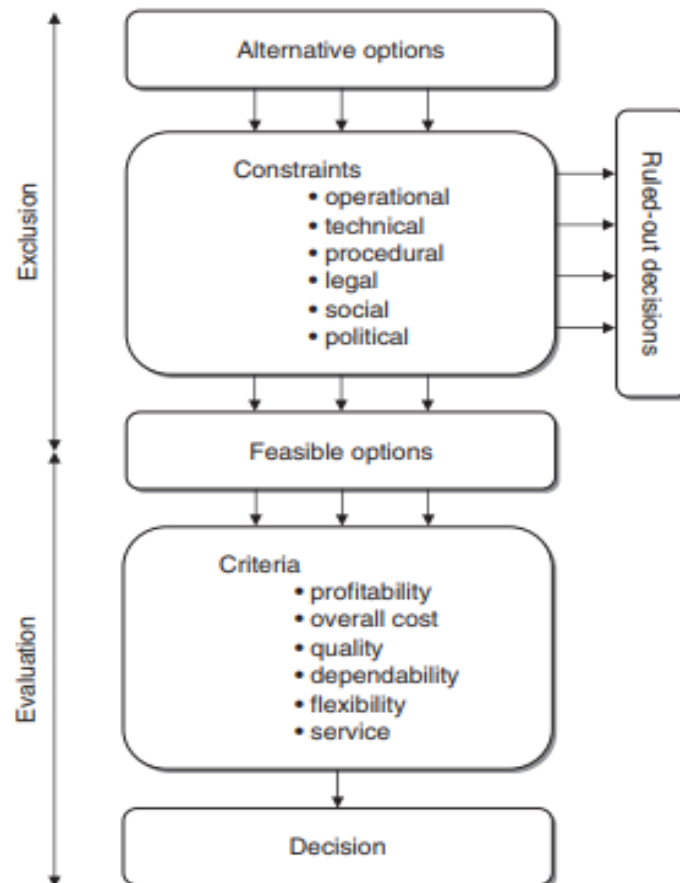 Alternative options
Constraints
• operational
• technical
• procedural
• legal
• social
• political
Ruled-out decisions
Exclusion
Feasible options
Criteria
• profitability
• overall cost
• quality
• dependability
• flexibility
• service
Evaluation
Decision